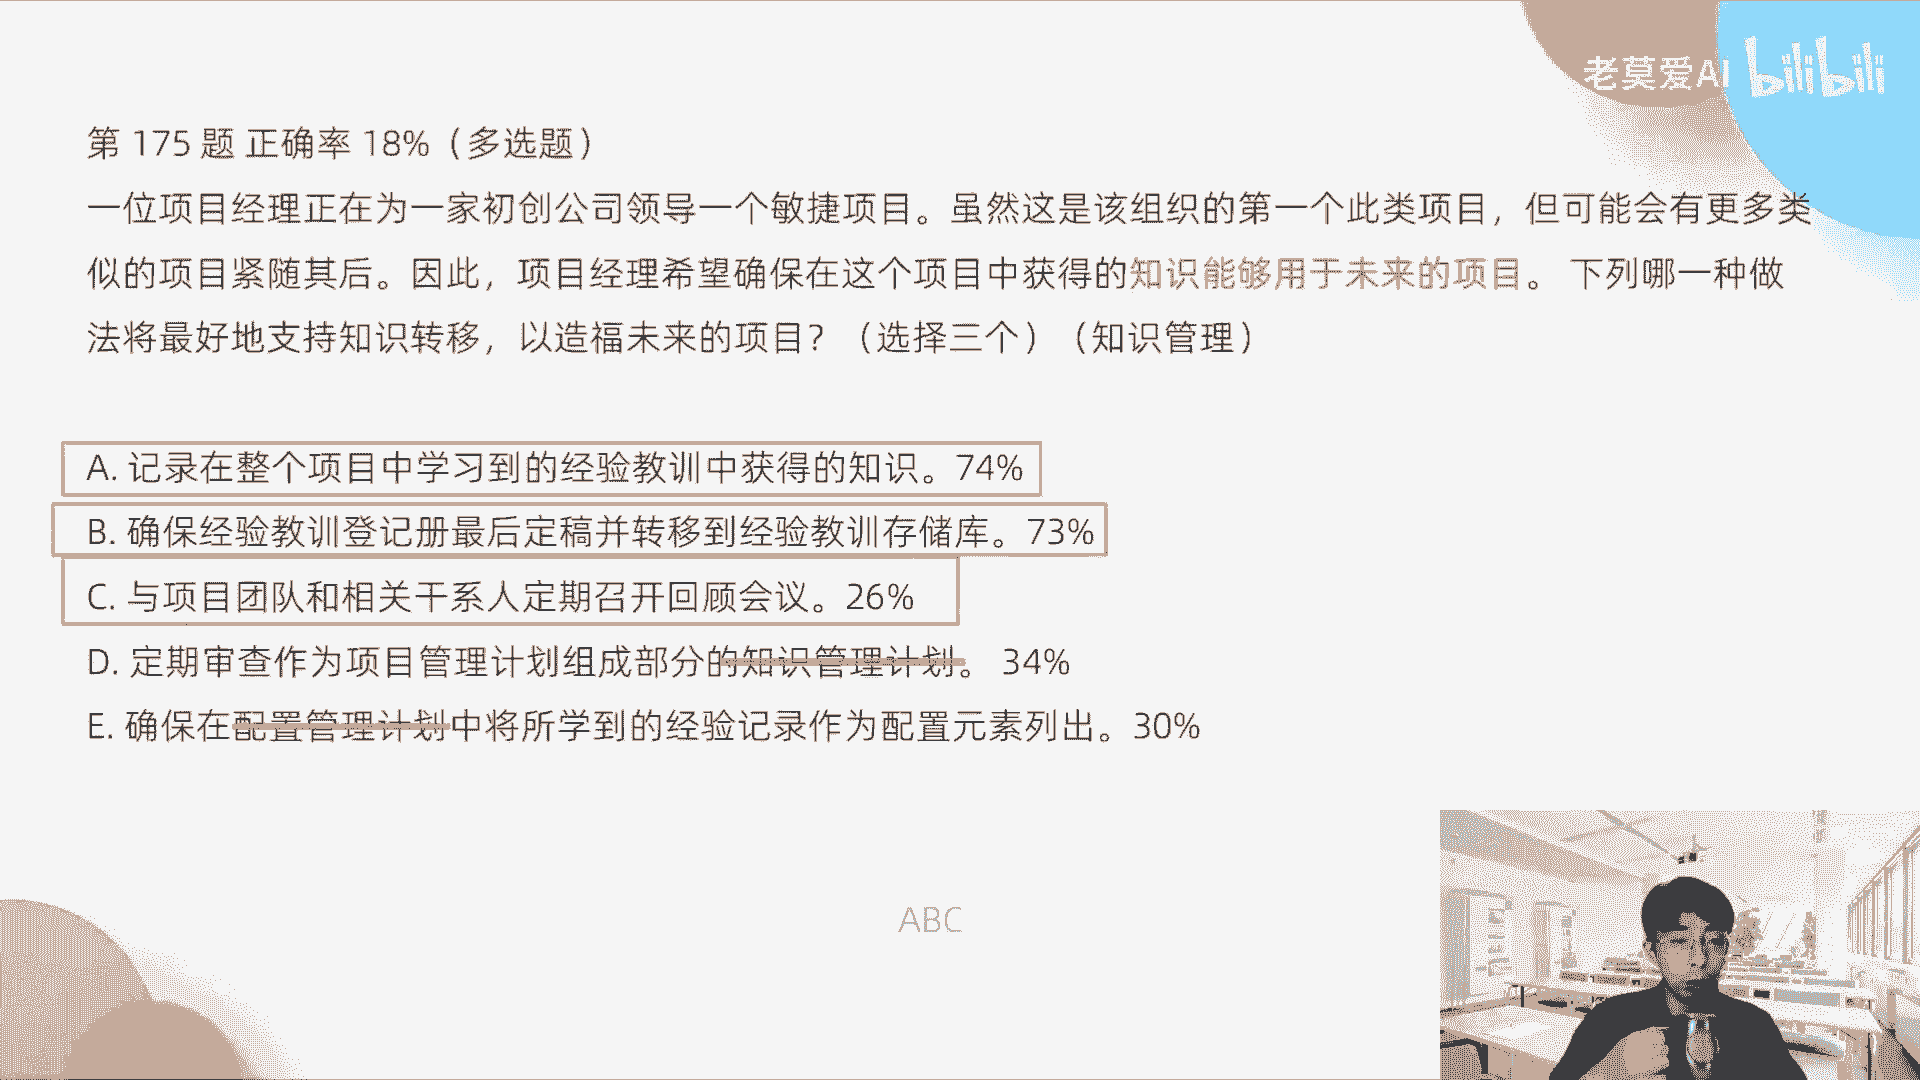 老莫爱AI bilibili
第 175 题 正确率 18%（多选题）
一位项目经理正在为一家初创公司领导一个敏捷项目。虽然这是该组织的第一个此类项目，但可能会有更多类
似的项目紧随其后。因此，项目经理希望确保在这个项目中获得的知识能够用于未来的项目。 下列哪一种做
法将最好地支持知识转移，以造福未来的项目？（选择三个）（知识管理）
A. 记录在整个项目中学习到的经验教训中获得的知识。74%
B. 确保经验教训登记册最后定稿并转移到经验教训存储库。73%
C. 与项目团队和相关干系人定期召开回顾会议。26%
D. 定期审查作为项目管理计划组成部分的知识管理计划。 34%
E. 确保在配置管理计划中将所学到的经验记录作为配置元素列出。30%
ABC